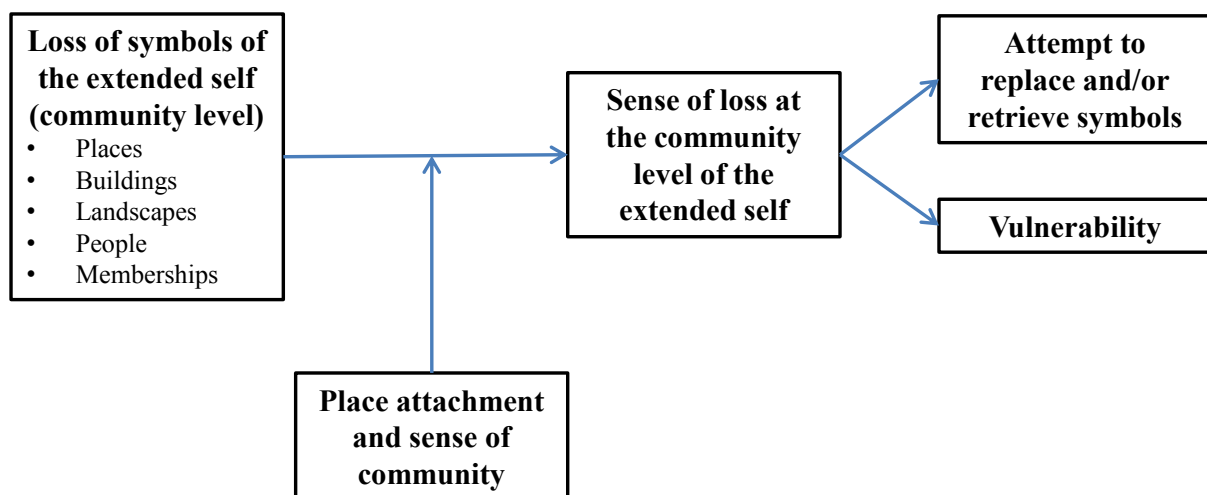 Loss of symbols of
the extended self
(community level)
• Places
• Buildings
• Landscapes
• People
• Memberships
Sense of loss at
the community
level of the
extended self
Attempt to
replace and/or
retrieve symbols
Vulnerability
Place attachment
and sense of
community